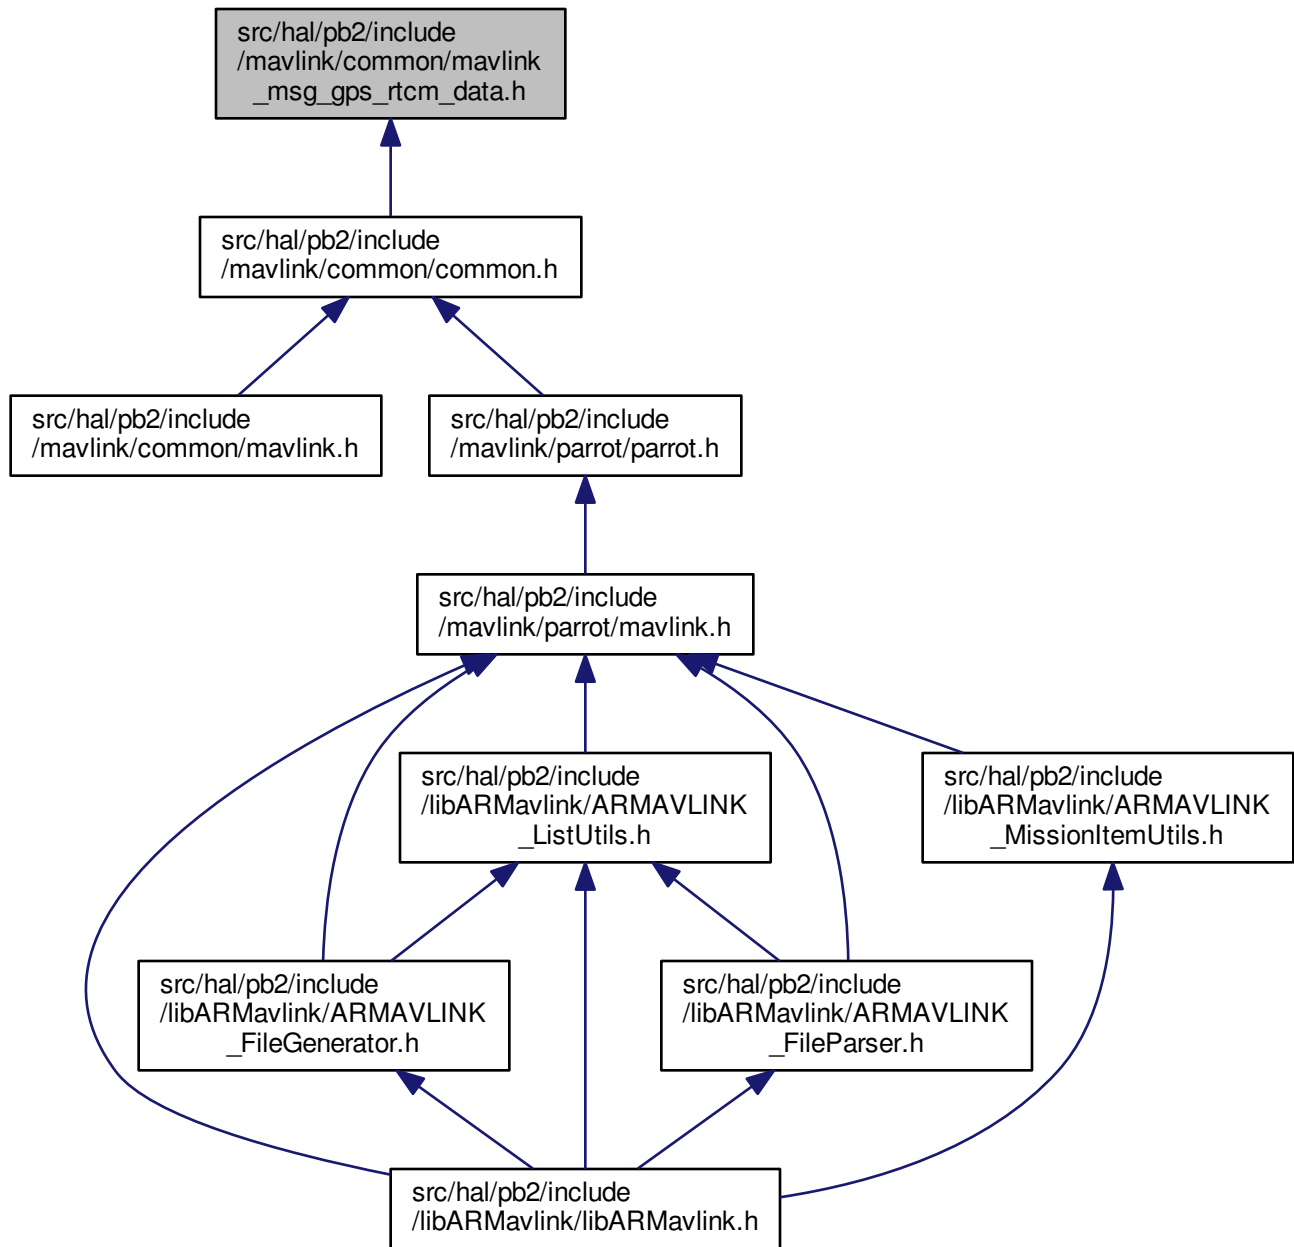 src/hal/pb2/include
/mavlink/common/mavlink
_msg_gps_rtcm_data.h
src/hal/pb2/include
/mavlink/common/common.h
src/hal/pb2/include
/mavlink/common/mavlink.h
src/hal/pb2/include
/mavlink/parrot/parrot.h
src/hal/pb2/include
/mavlink/parrot/mavlink.h
src/hal/pb2/include
/libARMavlink/ARMAVLINK
_ListUtils.h
src/hal/pb2/include
/libARMavlink/ARMAVLINK
_MissionItemUtils.h
src/hal/pb2/include
/libARMavlink/ARMAVLINK
_FileGenerator.h
src/hal/pb2/include
/libARMavlink/ARMAVLINK
_FileParser.h
src/hal/pb2/include
/libARMavlink/libARMavlink.h